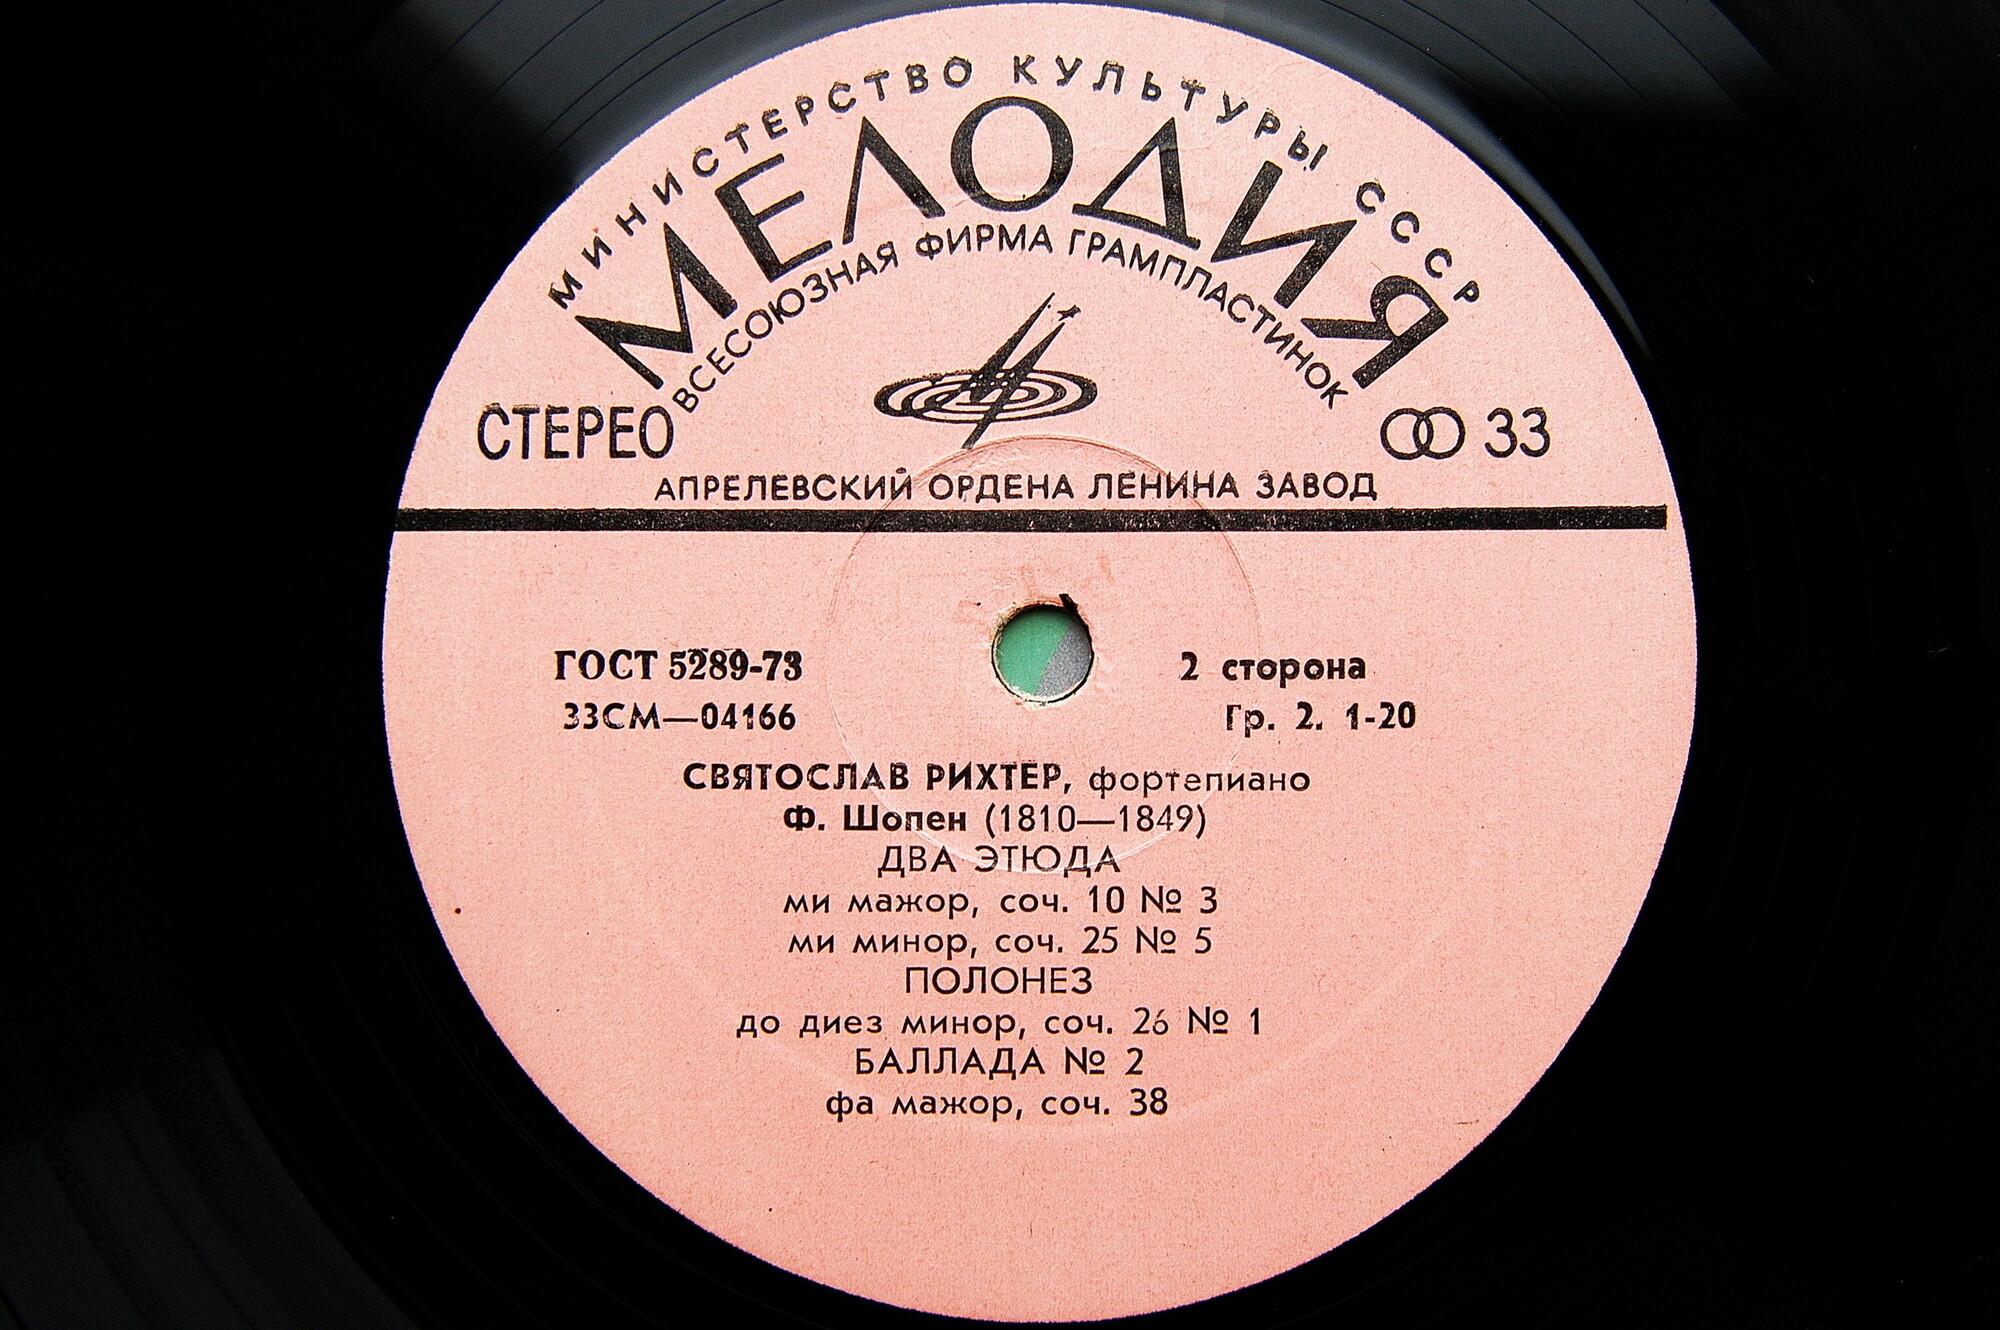 МИНИСТЕРСТВО КУЛЬТУРЫ СССР
МЕЛОДИЯ
ВСЕСОЮЗНАЯ ФИРМА ГРАМПЛАСТИНОК
СТЕРЕО
33
АПРЕЛЕВСКИЙ ОРДЕНА ЛЕНИНА ЗАВОД
ГОСТ 5289-73
2 сторона
33СМ—04166
Гр. 2. 1-20
СВЯТОСЛАВ РИХТЕР, фортепиано
Ф. Шопен (1810—1849)
ДВА ЭТЮДА
ми мажор, соч. 10 № 3
ми минор, соч. 25 № 5
ПОЛОНЕЗ
до диез минор, соч. 26 № 1
БАЛЛАДА № 2
фа мажор, соч. 38